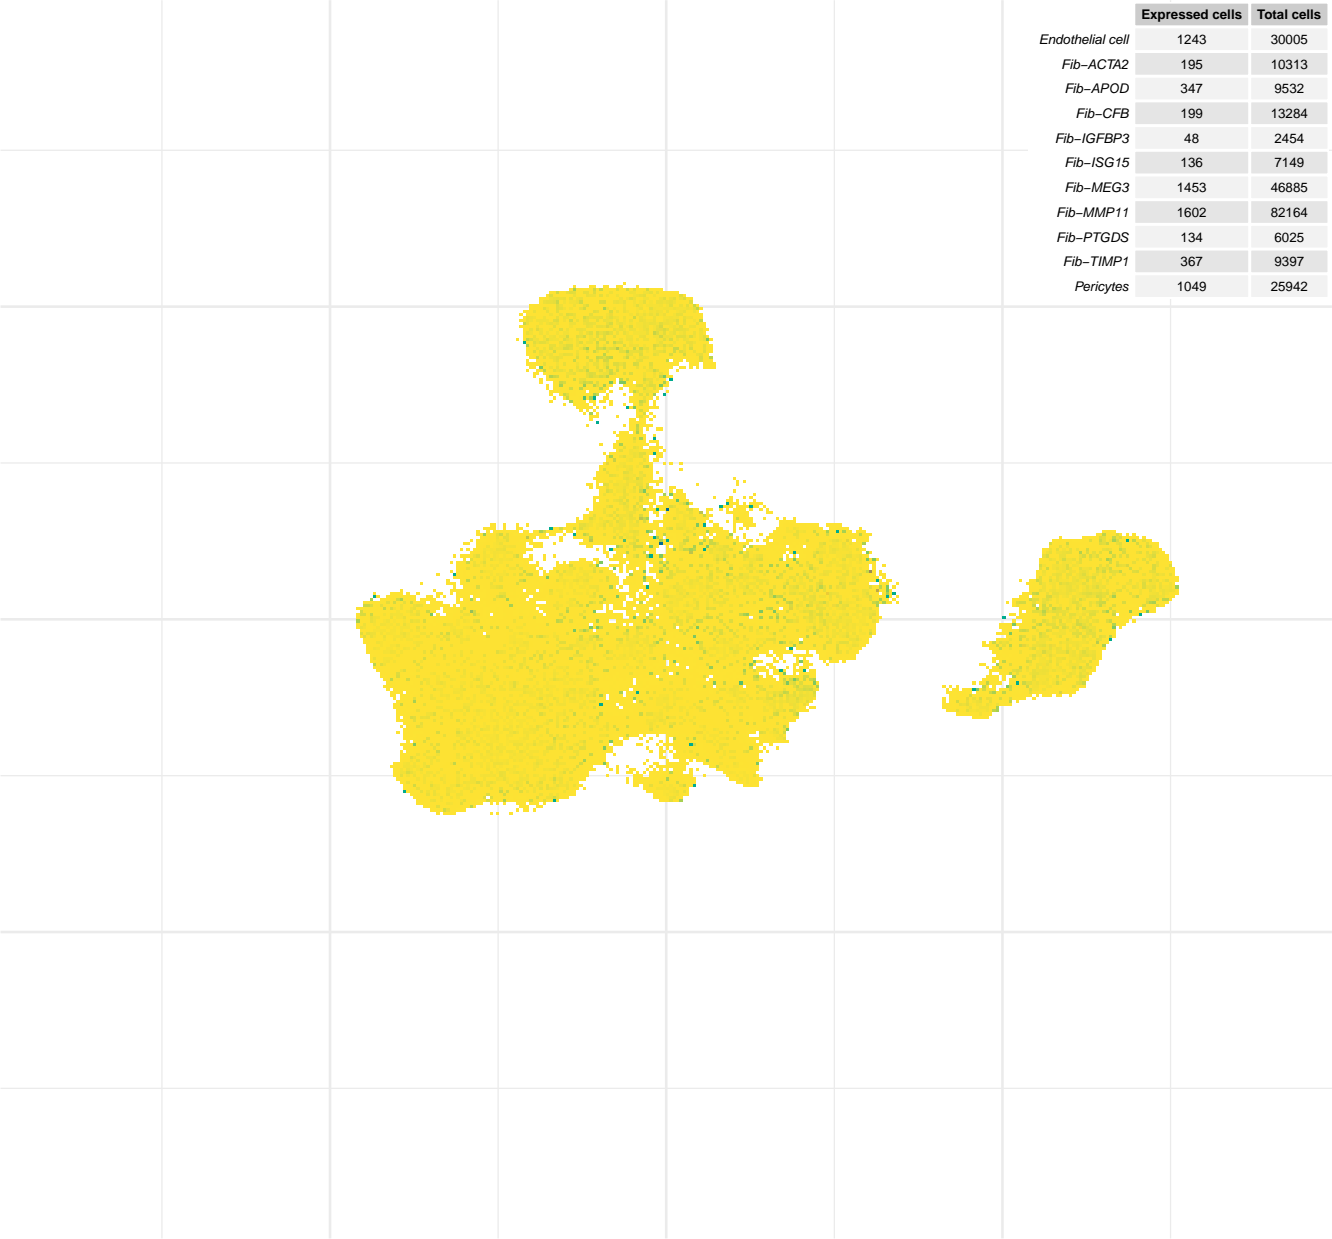 Expressed cells Total cells
Endothelial cell 1243 30005
Fib−ACTA2 195 10313
Fib−APOD 347 9532
Fib−CFB 199 13284
Fib−IGFBP3 48 2454
Fib−ISG15 136 7149
Fib−MEG3 1453 46885
Fib−MMP11 1602 82164
Fib−PTGDS 134 6025
Fib−TIMP1 367 9397
Pericytes 1049 25942